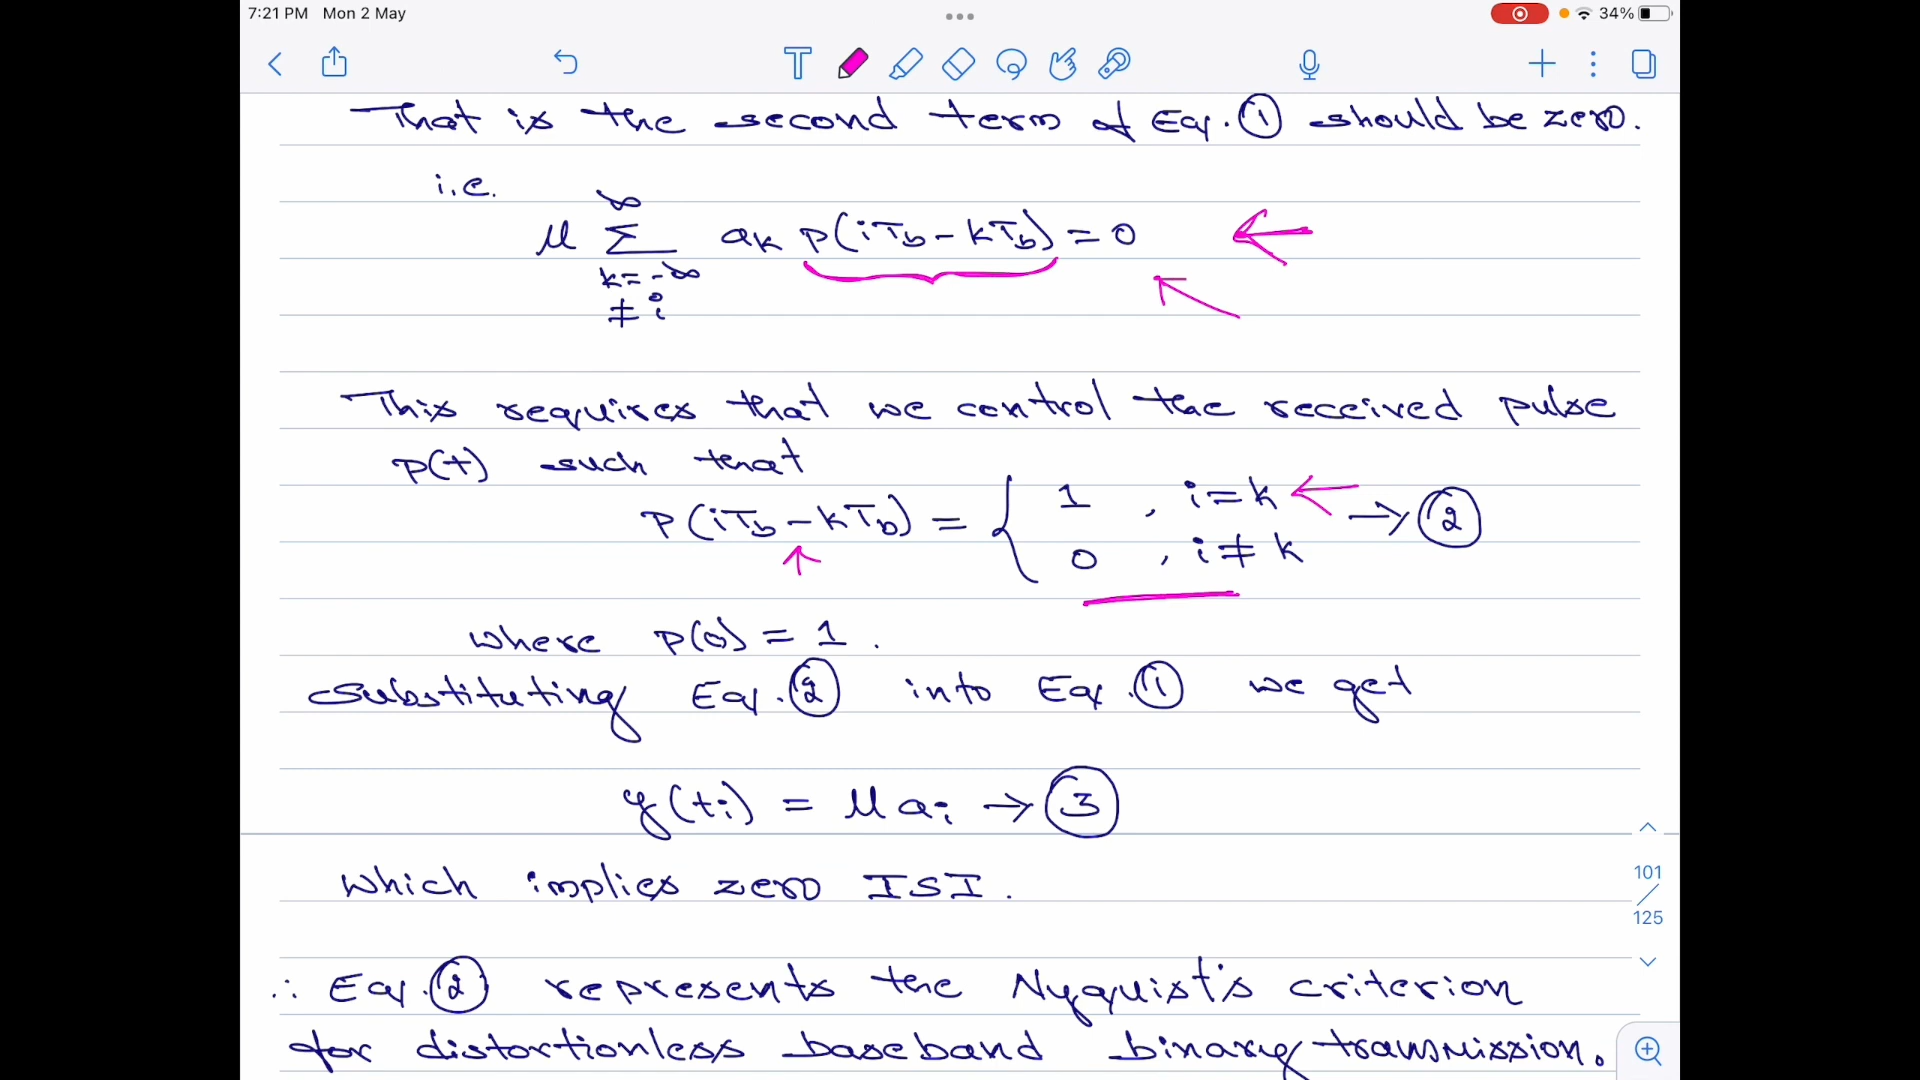 7:21 PM Mon 2 May
34%
That is the second term of Eq. ① should be zero.
i.e.
∞
μ Σ aₖ p(iT_b - kT_b) = 0
k = -∞
≠ i
This requires that we control the received pulse
p(t) such that
p(iT_b - kT_b) = { 1 , i = k → ②
0 , i ≠ k
where p(0) = 1.
Substituting Eq. ② into Eq. ① we get
y(tᵢ) = μ aᵢ → ③
101
Which implies zero ISI.
125
∴ Eq. ② represents the Nyquist's criterion
for distortionless baseband binary transmission.